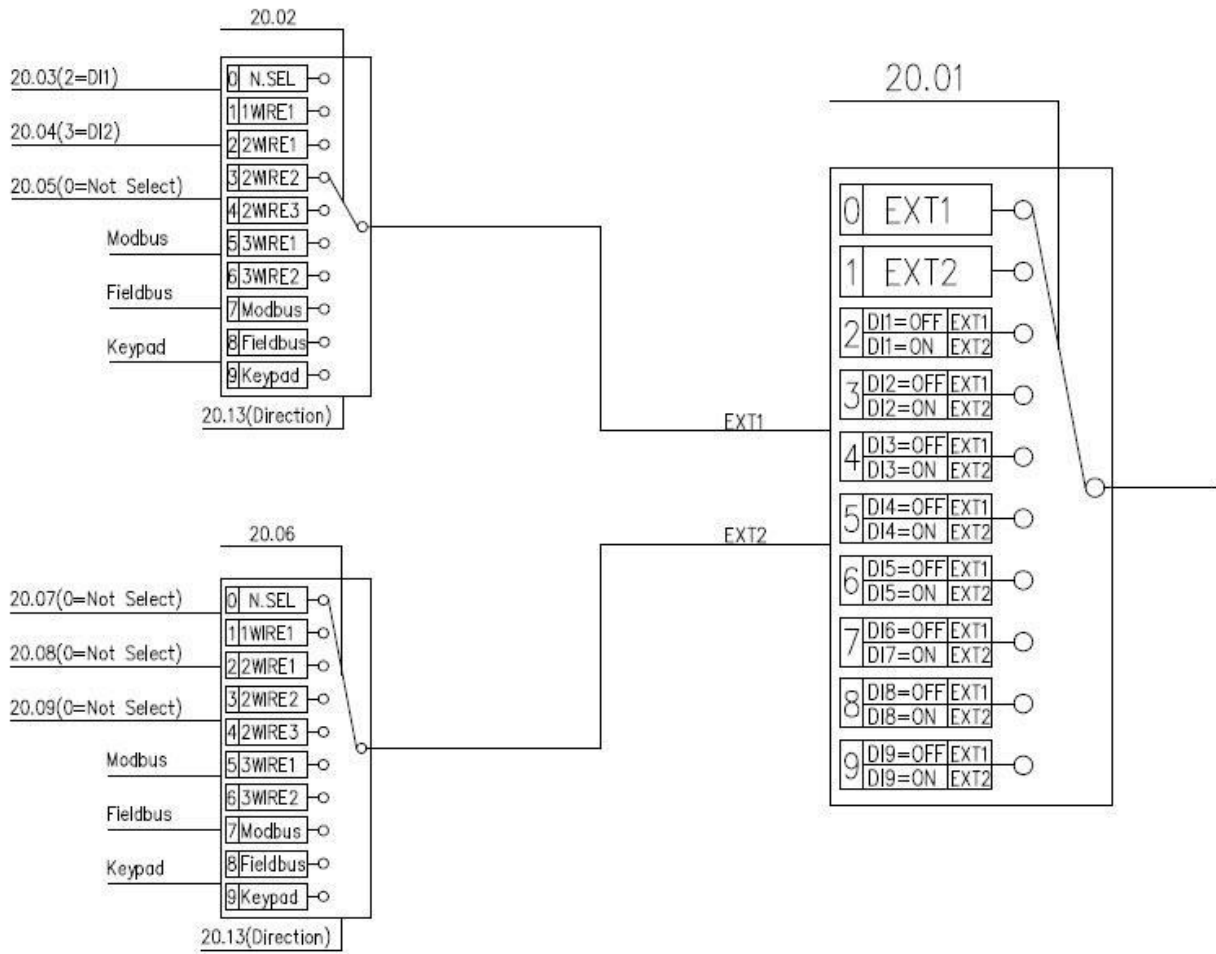 20.02
20.03(2=DI1)
20.04(3=DI2)
20.05(0=Not Select)
Modbus
Fieldbus
Keypad
0 N.SEL
1 1WIRE1
2 2WIRE1
3 2WIRE2
4 2WIRE3
5 3WIRE1
6 3WIRE2
7 Modbus
8 Fieldbus
9 Keypad
20.13(Direction)
EXT1
20.06
20.07(0=Not Select)
20.08(0=Not Select)
20.09(0=Not Select)
Modbus
Fieldbus
Keypad
0 N.SEL
1 1WIRE1
2 2WIRE1
3 2WIRE2
4 2WIRE3
5 3WIRE1
6 3WIRE2
7 Modbus
8 Fieldbus
9 Keypad
20.13(Direction)
EXT2
20.01
0 EXT1
1 EXT2
2 DI1=OFF EXT1
DI1=ON EXT2
3 DI2=OFF EXT1
DI2=ON EXT2
4 DI3=OFF EXT1
DI3=ON EXT2
5 DI4=OFF EXT1
DI4=ON EXT2
6 DI5=OFF EXT1
DI5=ON EXT2
7 DI6=OFF EXT1
DI7=ON EXT2
8 DI8=OFF EXT1
DI8=ON EXT2
9 DI9=OFF EXT1
DI9=ON EXT2